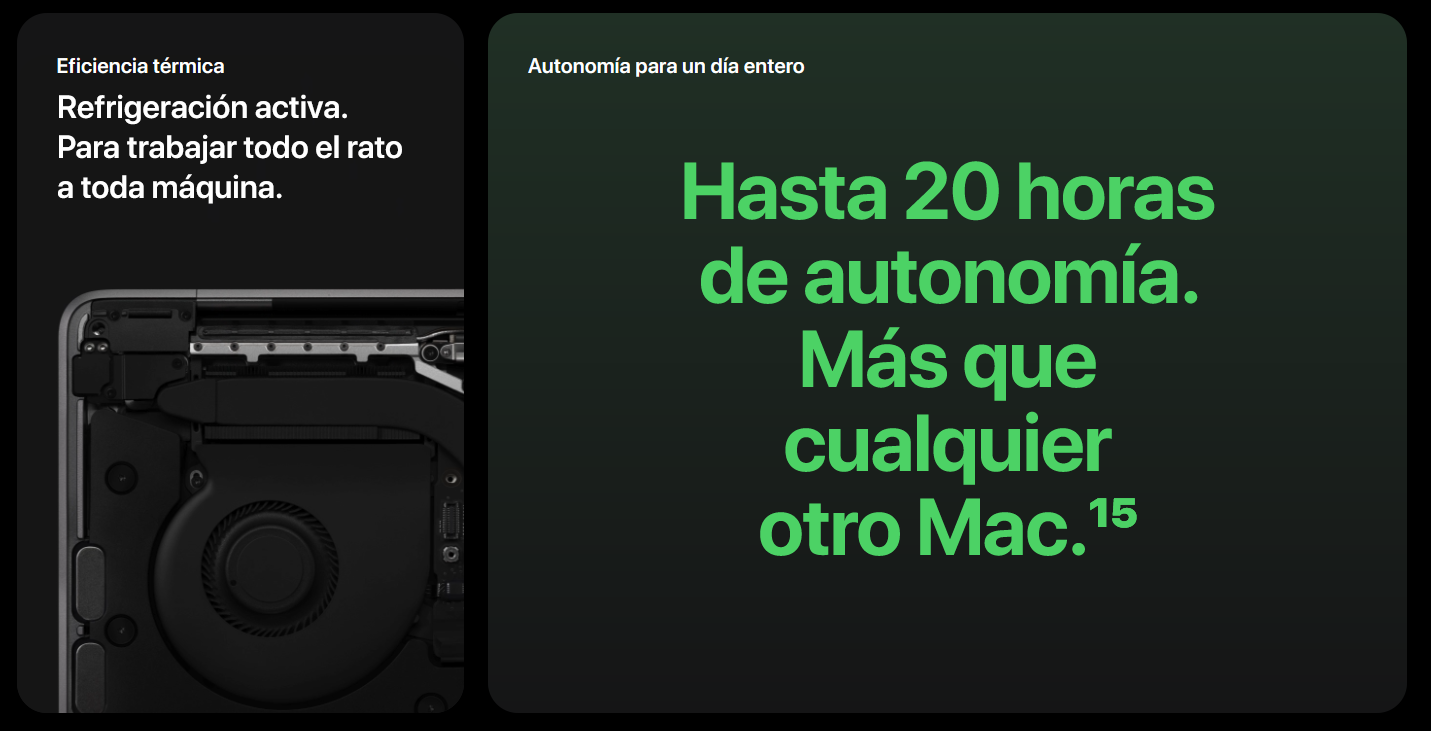 Eficiencia térmica
Refrigeración activa.
Para trabajar todo el rato
a toda máquina.
Autonomía para un día entero
Hasta 20 horas
de autonomía.
Más que
cualquier
otro Mac.¹⁵